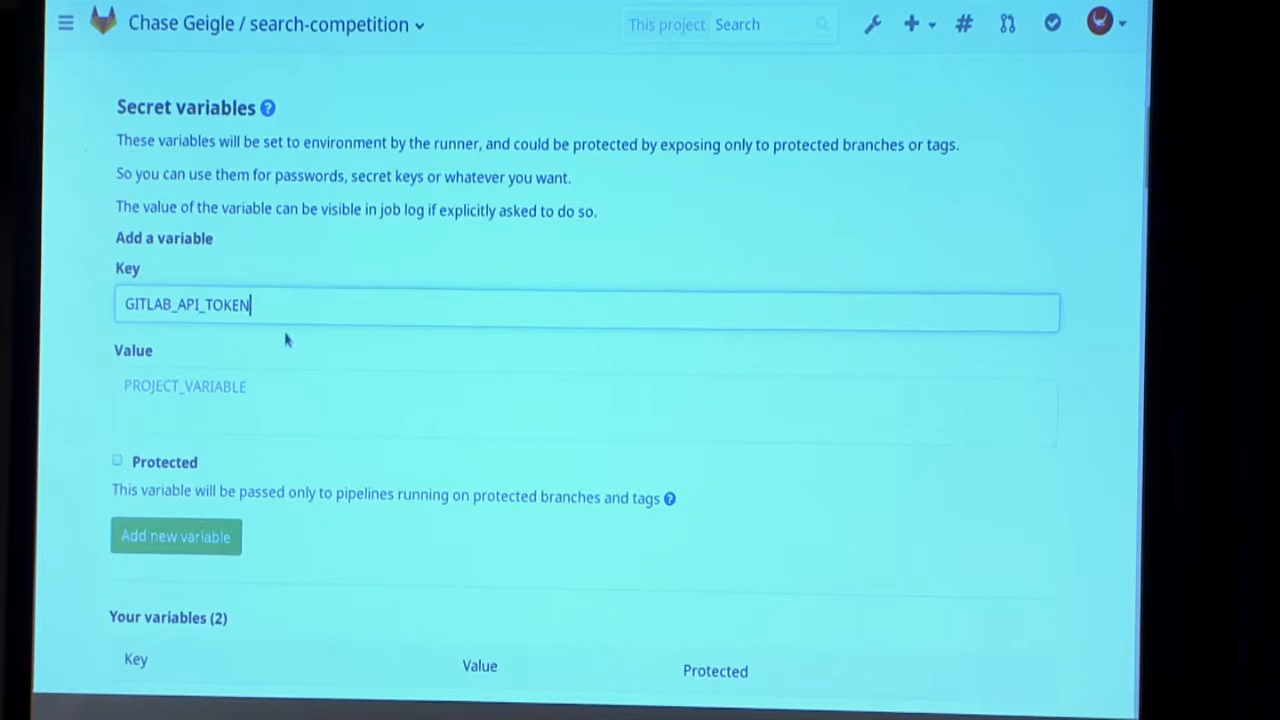 Chase Geigle / search-competition
This project Search
Secret variables
These variables will be set to environment by the runner, and could be protected by exposing only to protected branches or tags.
So you can use them for passwords, secret keys or whatever you want.
The value of the variable can be visible in job log if explicitly asked to do so.
Add a variable
Key
GITLAB_API_TOKEN
Value
PROJECT_VARIABLE
Protected
This variable will be passed only to pipelines running on protected branches and tags
Add new variable
Your variables (2)
Key Value Protected